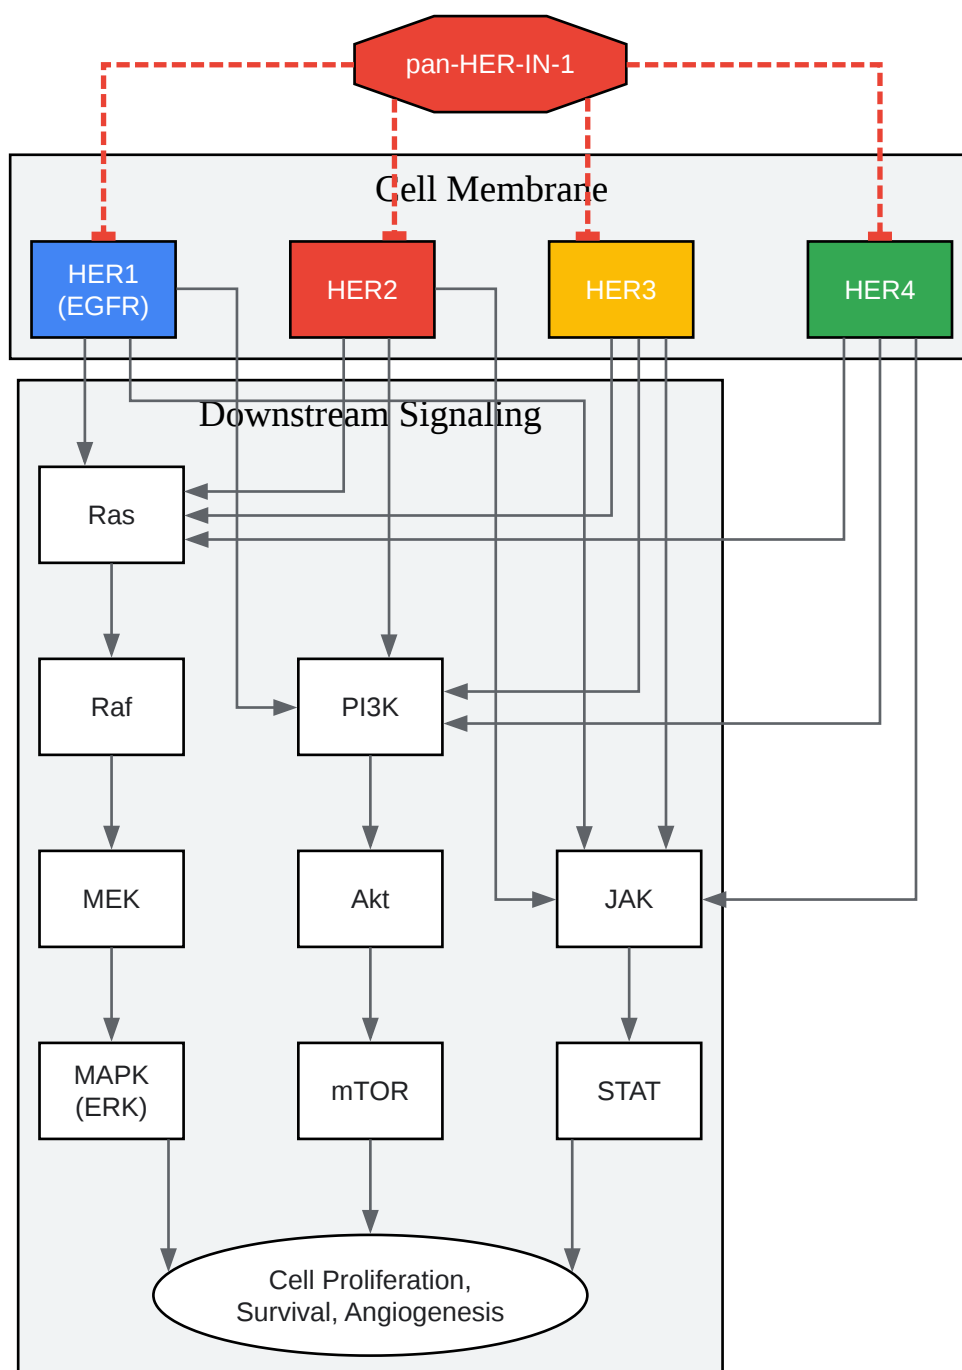 pan-HER-IN-1
Cell Membrane
HER1
(EGFR)
HER2
HER3
HER4
Downstream Signaling
Ras
Raf
PI3K
MEK
Akt
JAK
MAPK
(ERK)
mTOR
STAT
Cell Proliferation,
Survival, Angiogenesis